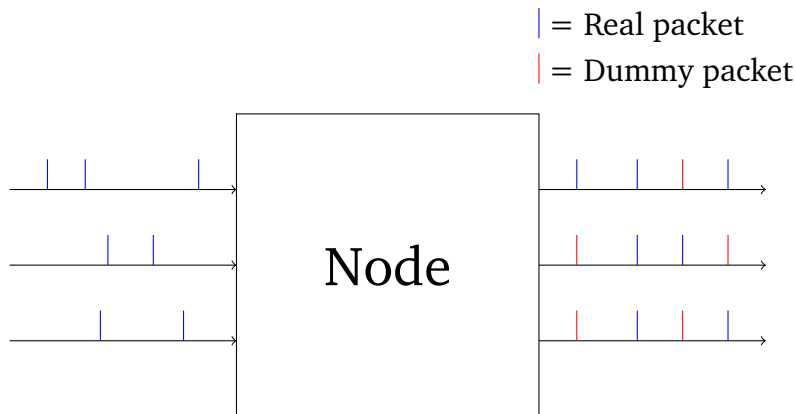 = Real packet
= Dummy packet
Node